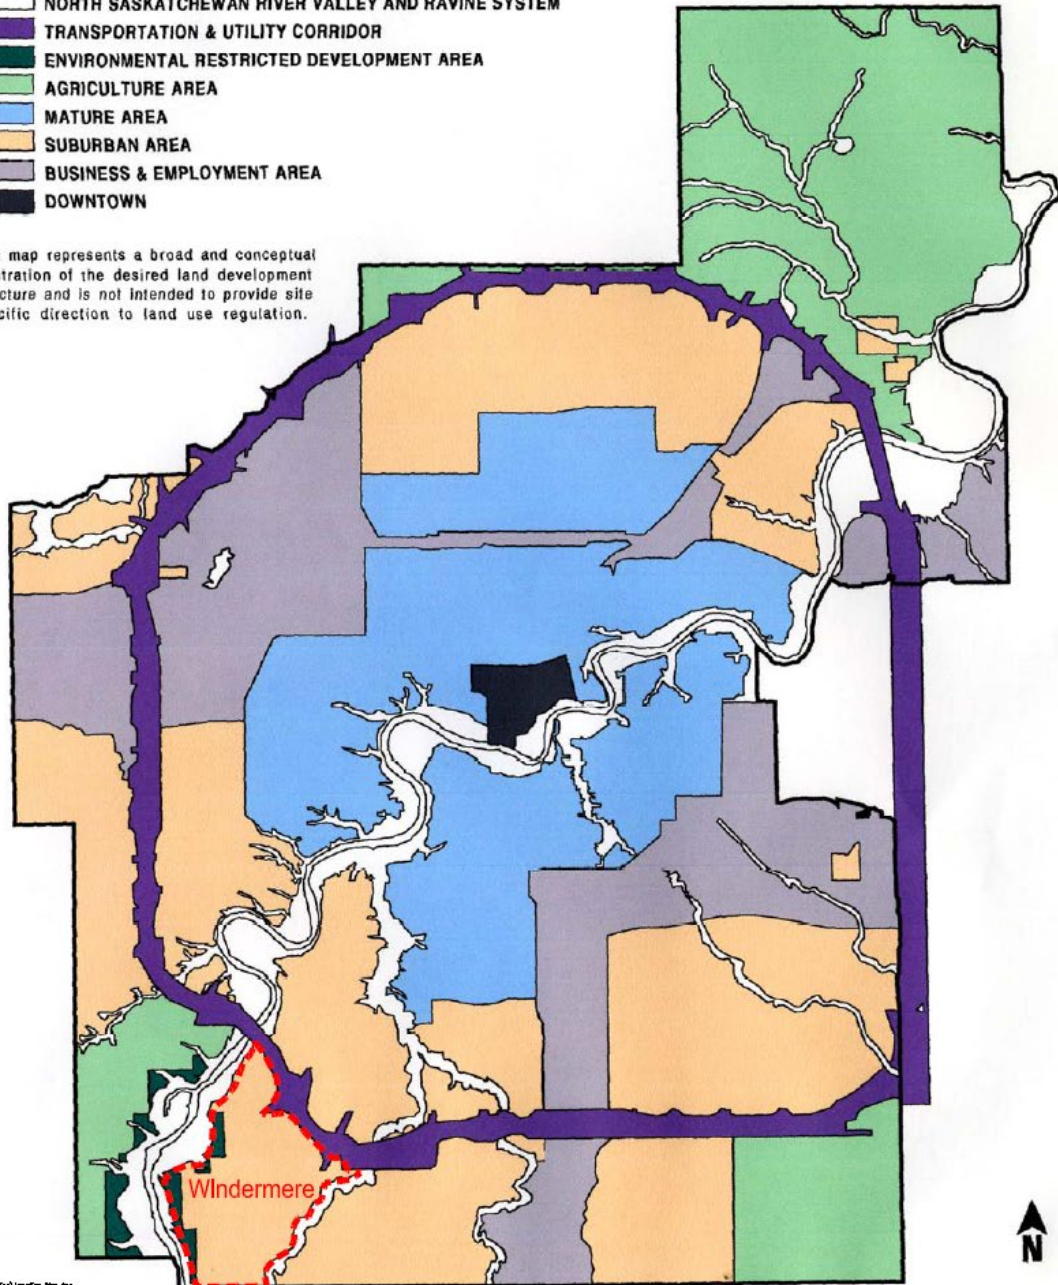 NORTH SASKATCHEWAN RIVER VALLEY AND RAVINE SYSTEM
TRANSPORTATION & UTILITY CORRIDOR
ENVIRONMENTAL RESTRICTED DEVELOPMENT AREA
AGRICULTURE AREA
MATURE AREA
SUBURBAN AREA
BUSINESS & EMPLOYMENT AREA
DOWNTOWN
map represents a broad and conceptual
tration of the desired land development
cture and is not intended to provide site
cific direction to land use regulation.
WIndermere
N